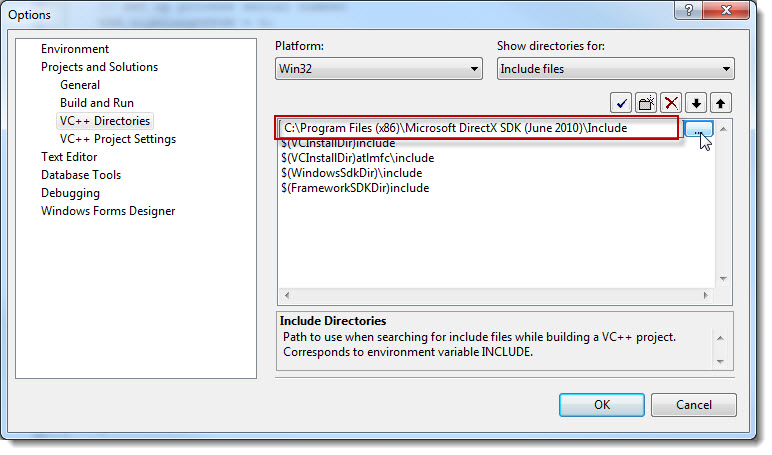 Options
Environment
Projects and Solutions
General
Build and Run
VC++ Directories
VC++ Project Settings
Text Editor
Database Tools
Debugging
Windows Forms Designer
Platform:
Show directories for:
Win32
Include files
C:\Program Files (x86)\Microsoft DirectX SDK (June 2010)\Include
...
$(VCInstallDir)include
$(VCInstallDir)atlmfc\include
$(WindowsSdkDir)\include
$(FrameworkSDKDir)include
Include Directories
Path to use when searching for include files while building a VC++ project.
Corresponds to environment variable INCLUDE.
OK
Cancel